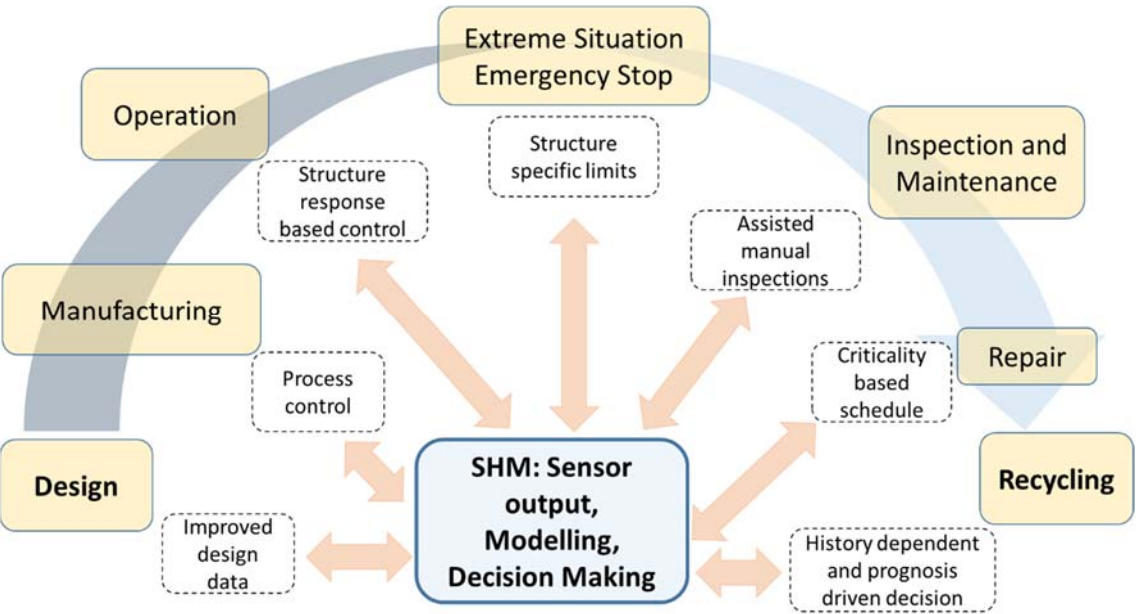 Extreme Situation
Emergency Stop
Operation
Structure
specific limits
Inspection and
Maintenance
Structure
response
based control
Assisted
manual
inspections
Manufacturing
Process
control
Criticality
based
schedule
Repair
Design
SHM: Sensor
output,
Modelling,
Decision Making
Recycling
Improved
design
data
History dependent
and prognosis
driven decision